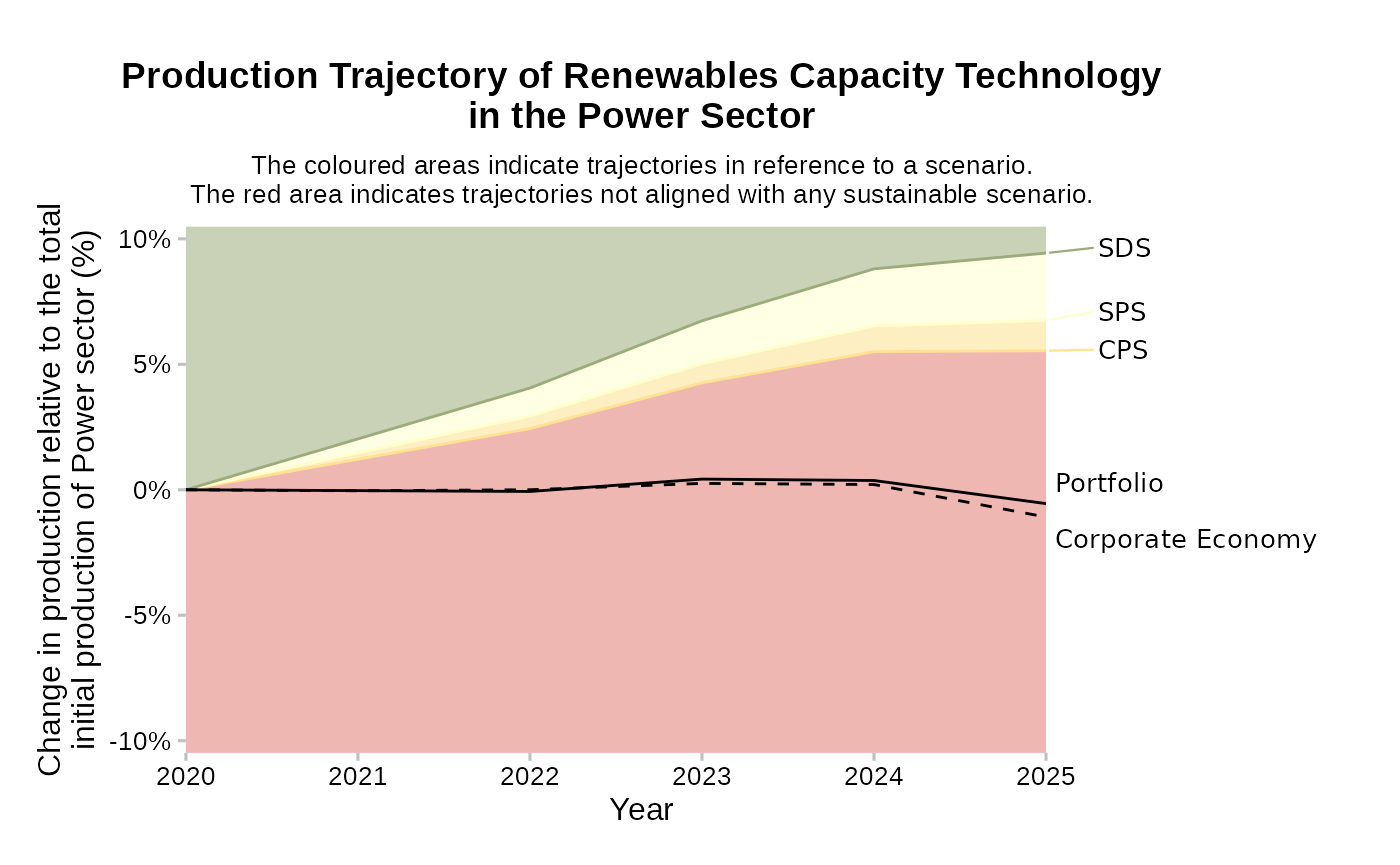 Production Trajectory of Renewables Capacity Technology
in the Power Sector
The coloured areas indicate trajectories in reference to a scenario.
The red area indicates trajectories not aligned with any sustainable scenario.
Change in production relative to the total
initial production of Power sector (%)
10%
5%
0%
-5%
-10%
SDS
SPS
CPS
Portfolio
Corporate Economy
2020
2021
2022
2023
2024
2025
Year